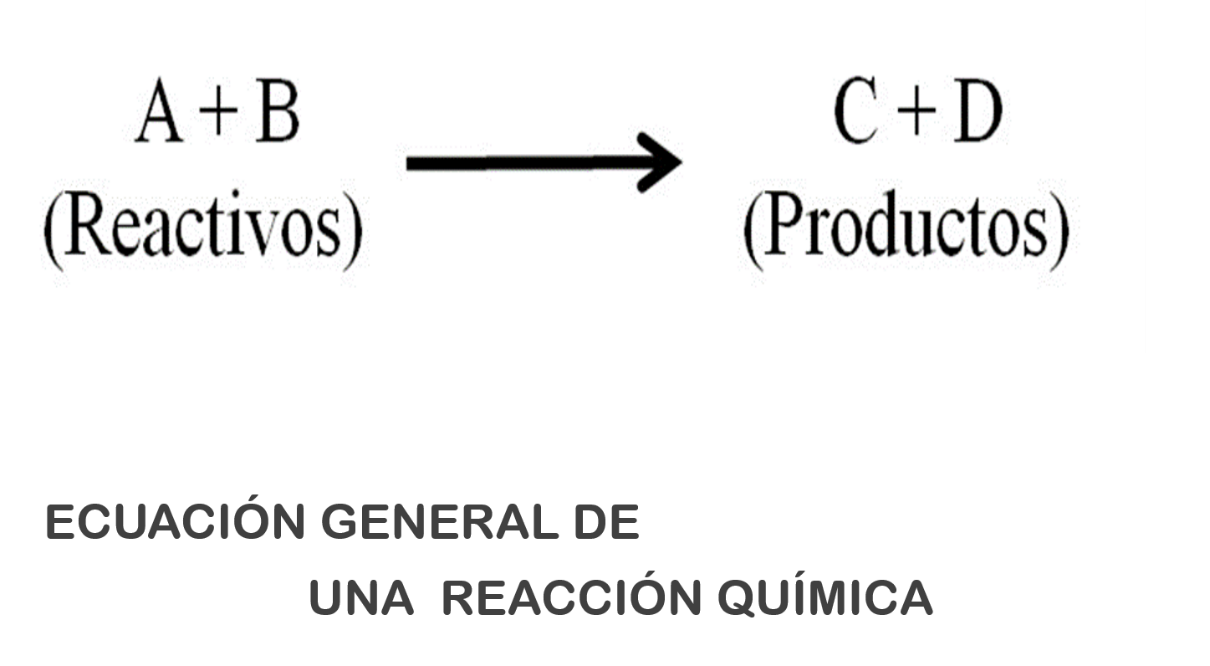 A + B
C + D
(Reactivos)
(Productos)
ECUACIÓN GENERAL DE
UNA REACCIÓN QUÍMICA